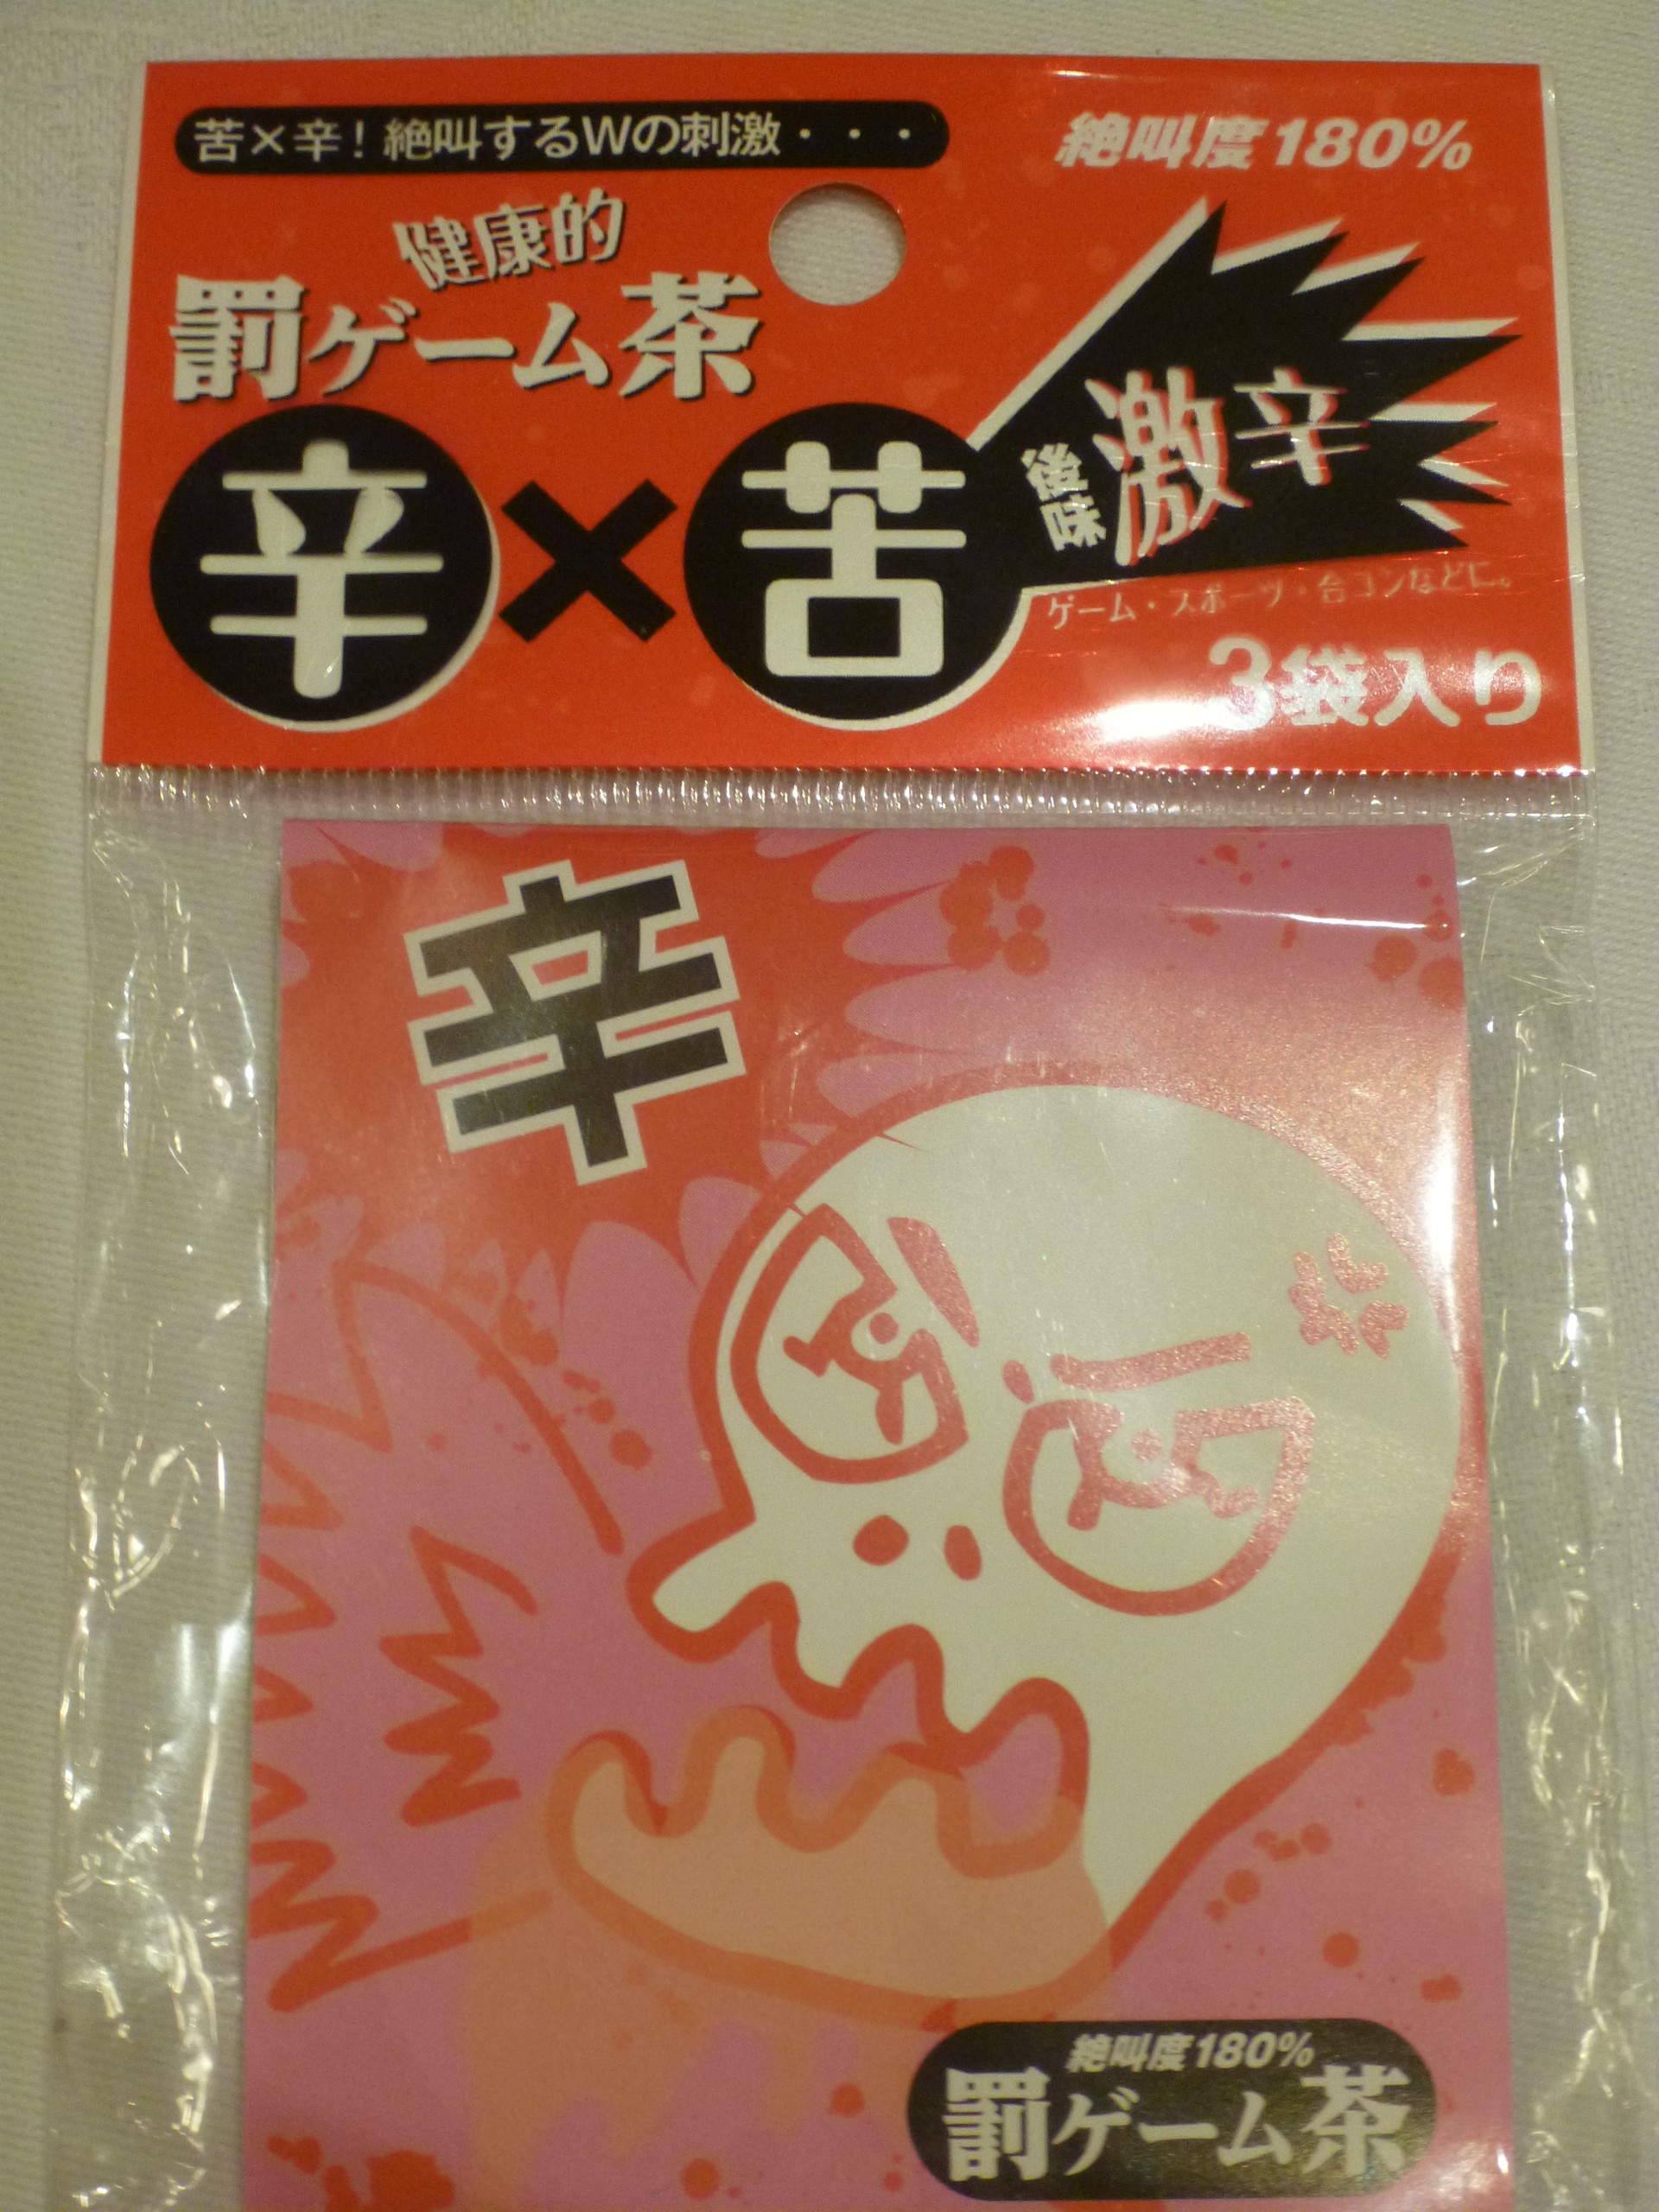 苦×辛！絶叫するWの刺激・・・
絶叫度180%
健康的
罰ゲーム茶
辛×苦
後味
激辛
ゲーム・スポーツ・合コンなどに。
3袋入り
辛
絶叫度180%
罰ゲーム茶